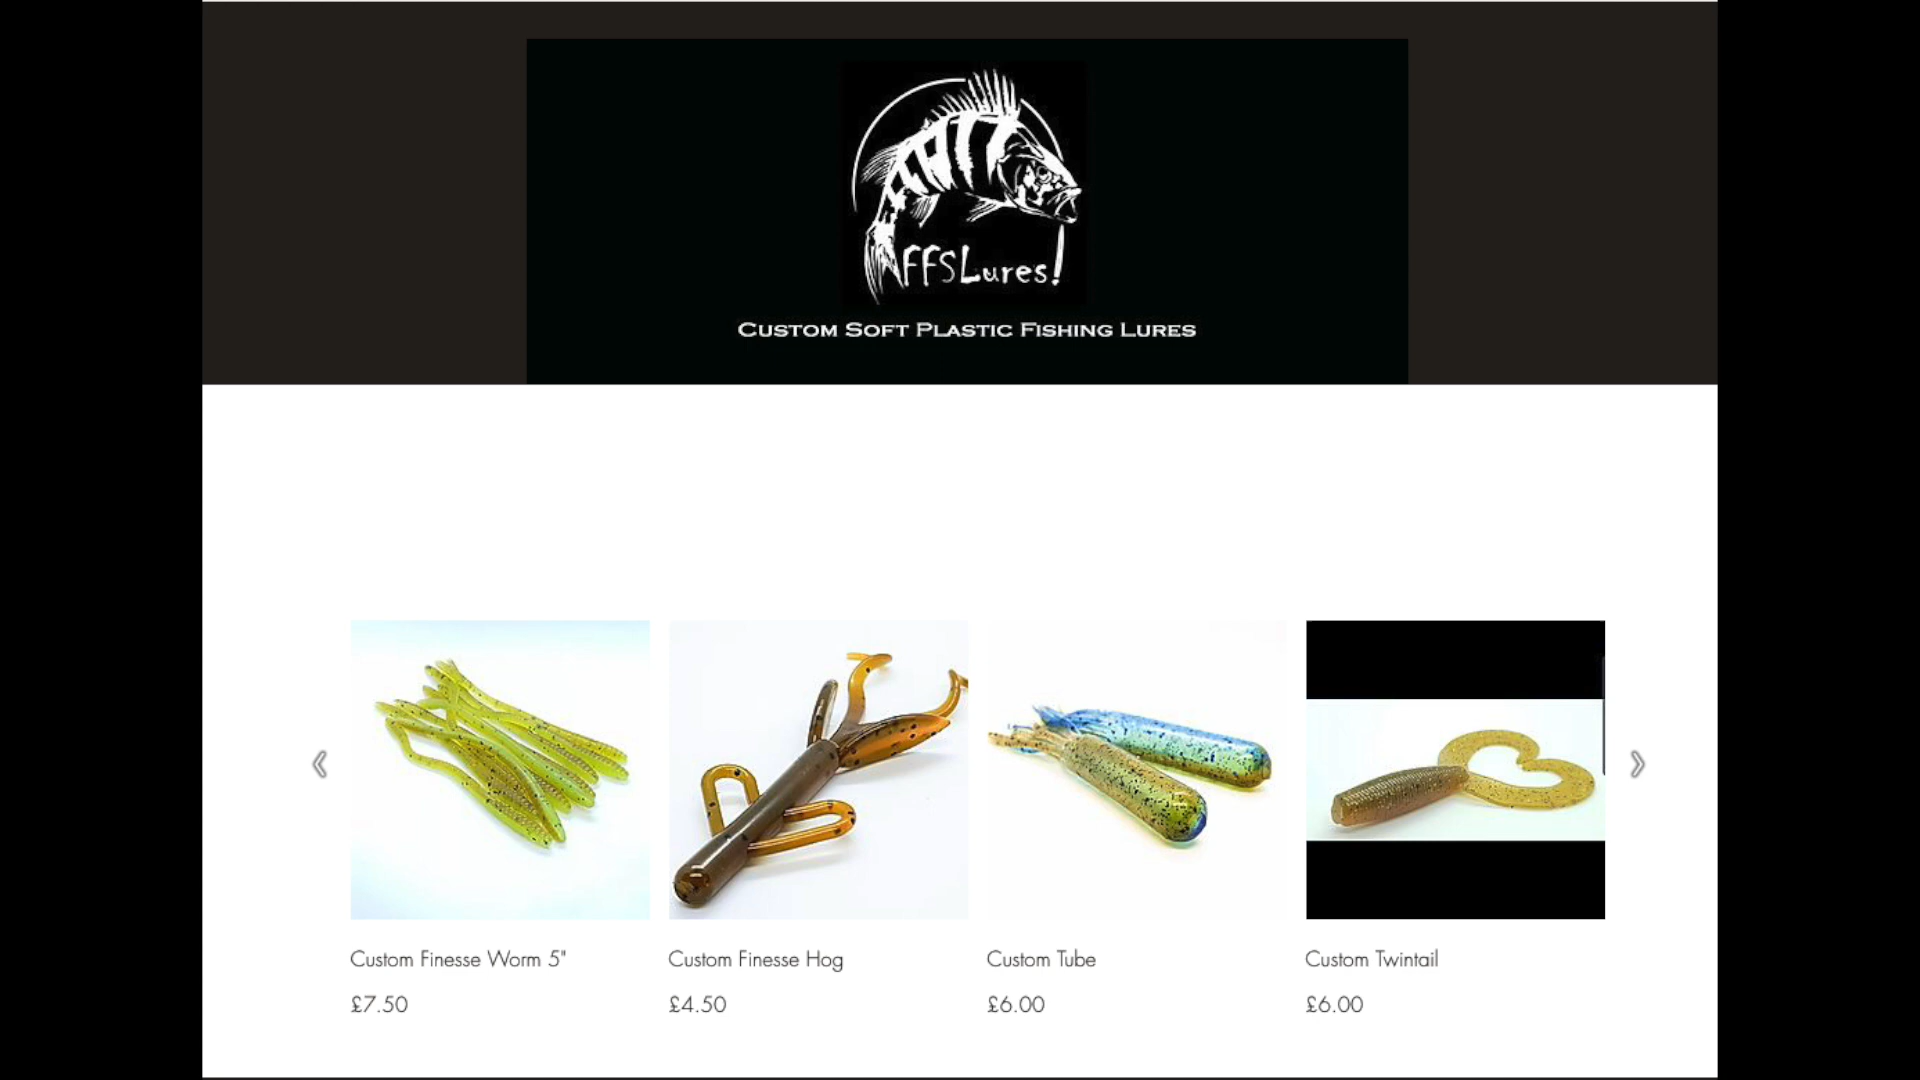 FFSLures!
Custom Soft Plastic Fishing Lures
Custom Finesse Worm 5"
£7.50
Custom Finesse Hog
£4.50
Custom Tube
£6.00
Custom Twintail
£6.00